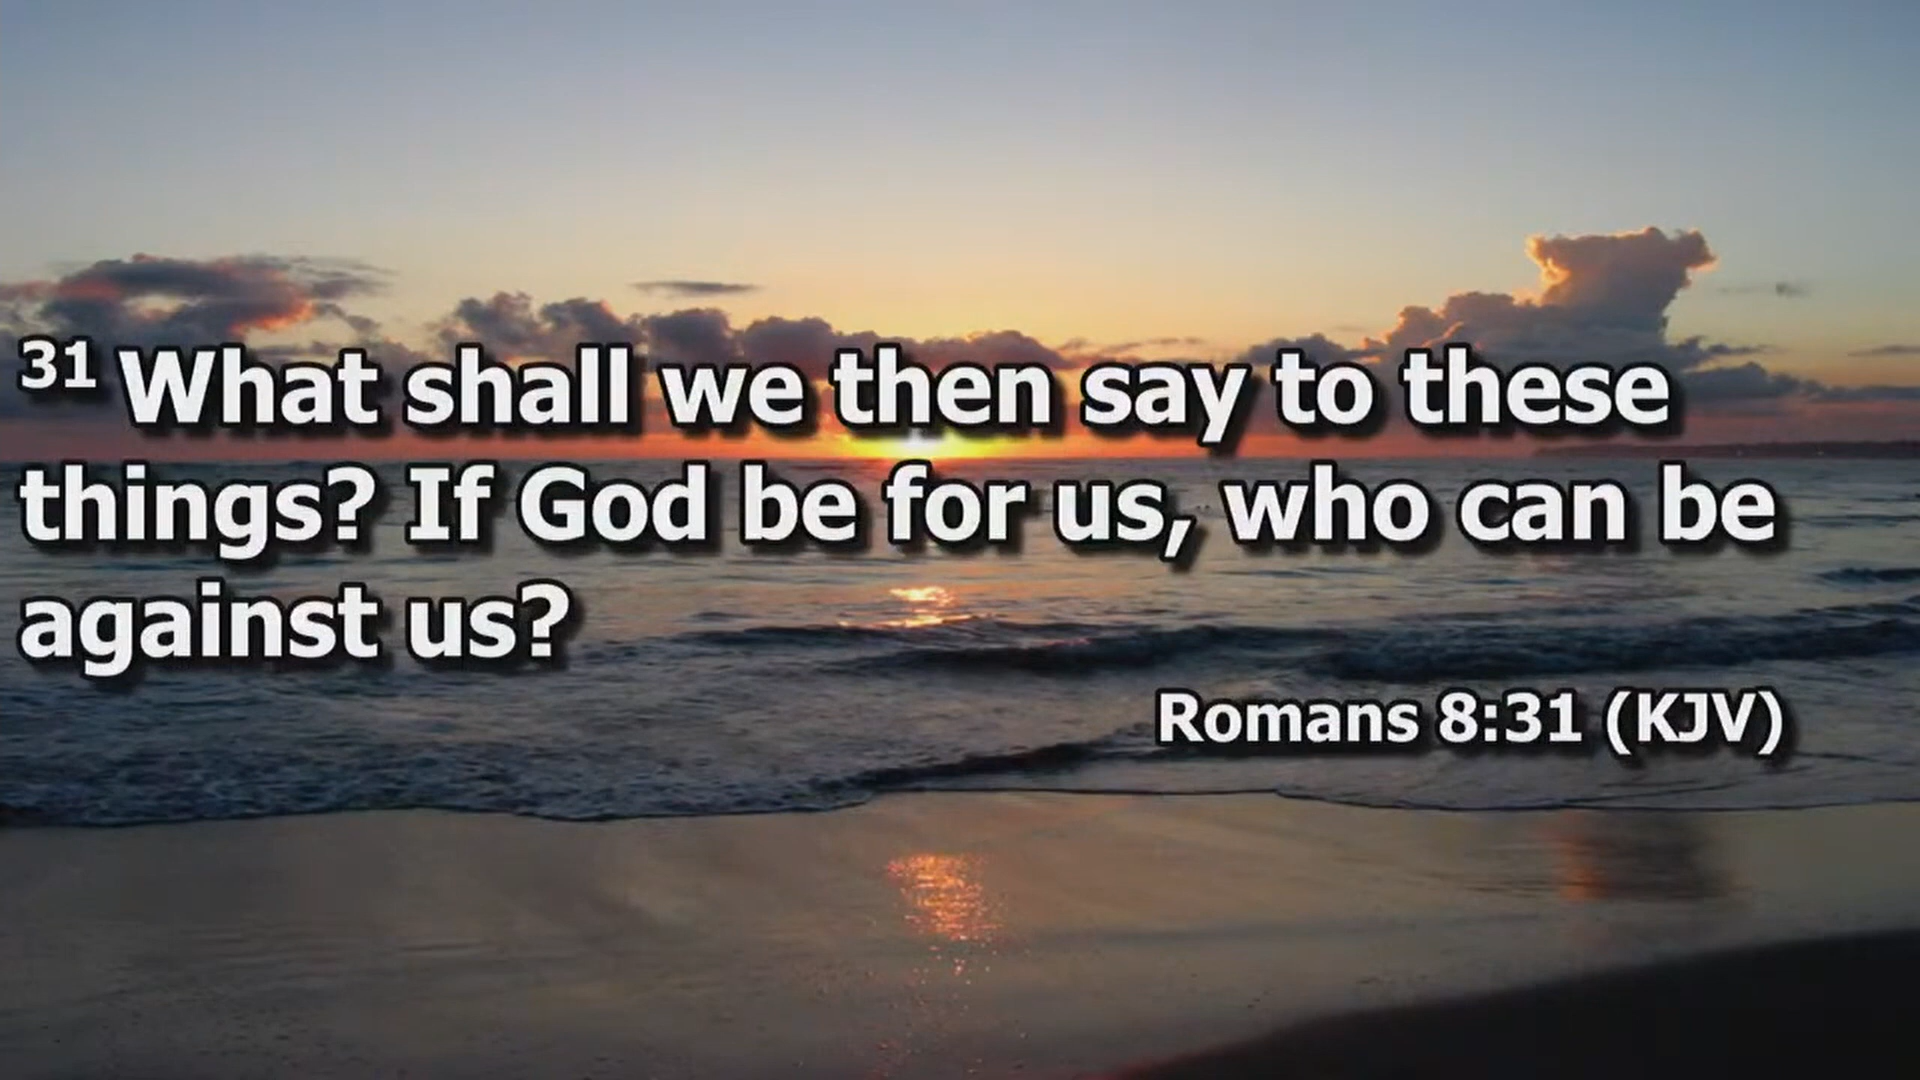 31 What shall we then say to these
things? If God be for us, who can be
against us?
Romans 8:31 (KJV)